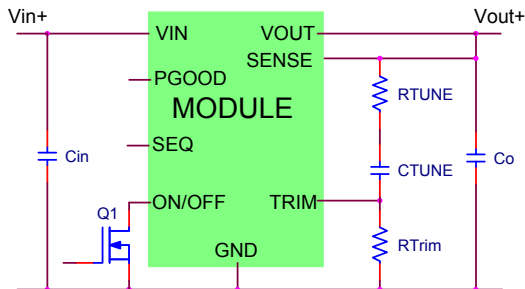 Vin+
Vout+
VIN
VOUT
SENSE
PGOOD
RTUNE
MODULE
SEQ
Cin
CTUNE
Co
Q1
ON/OFF
TRIM
RTrim
GND